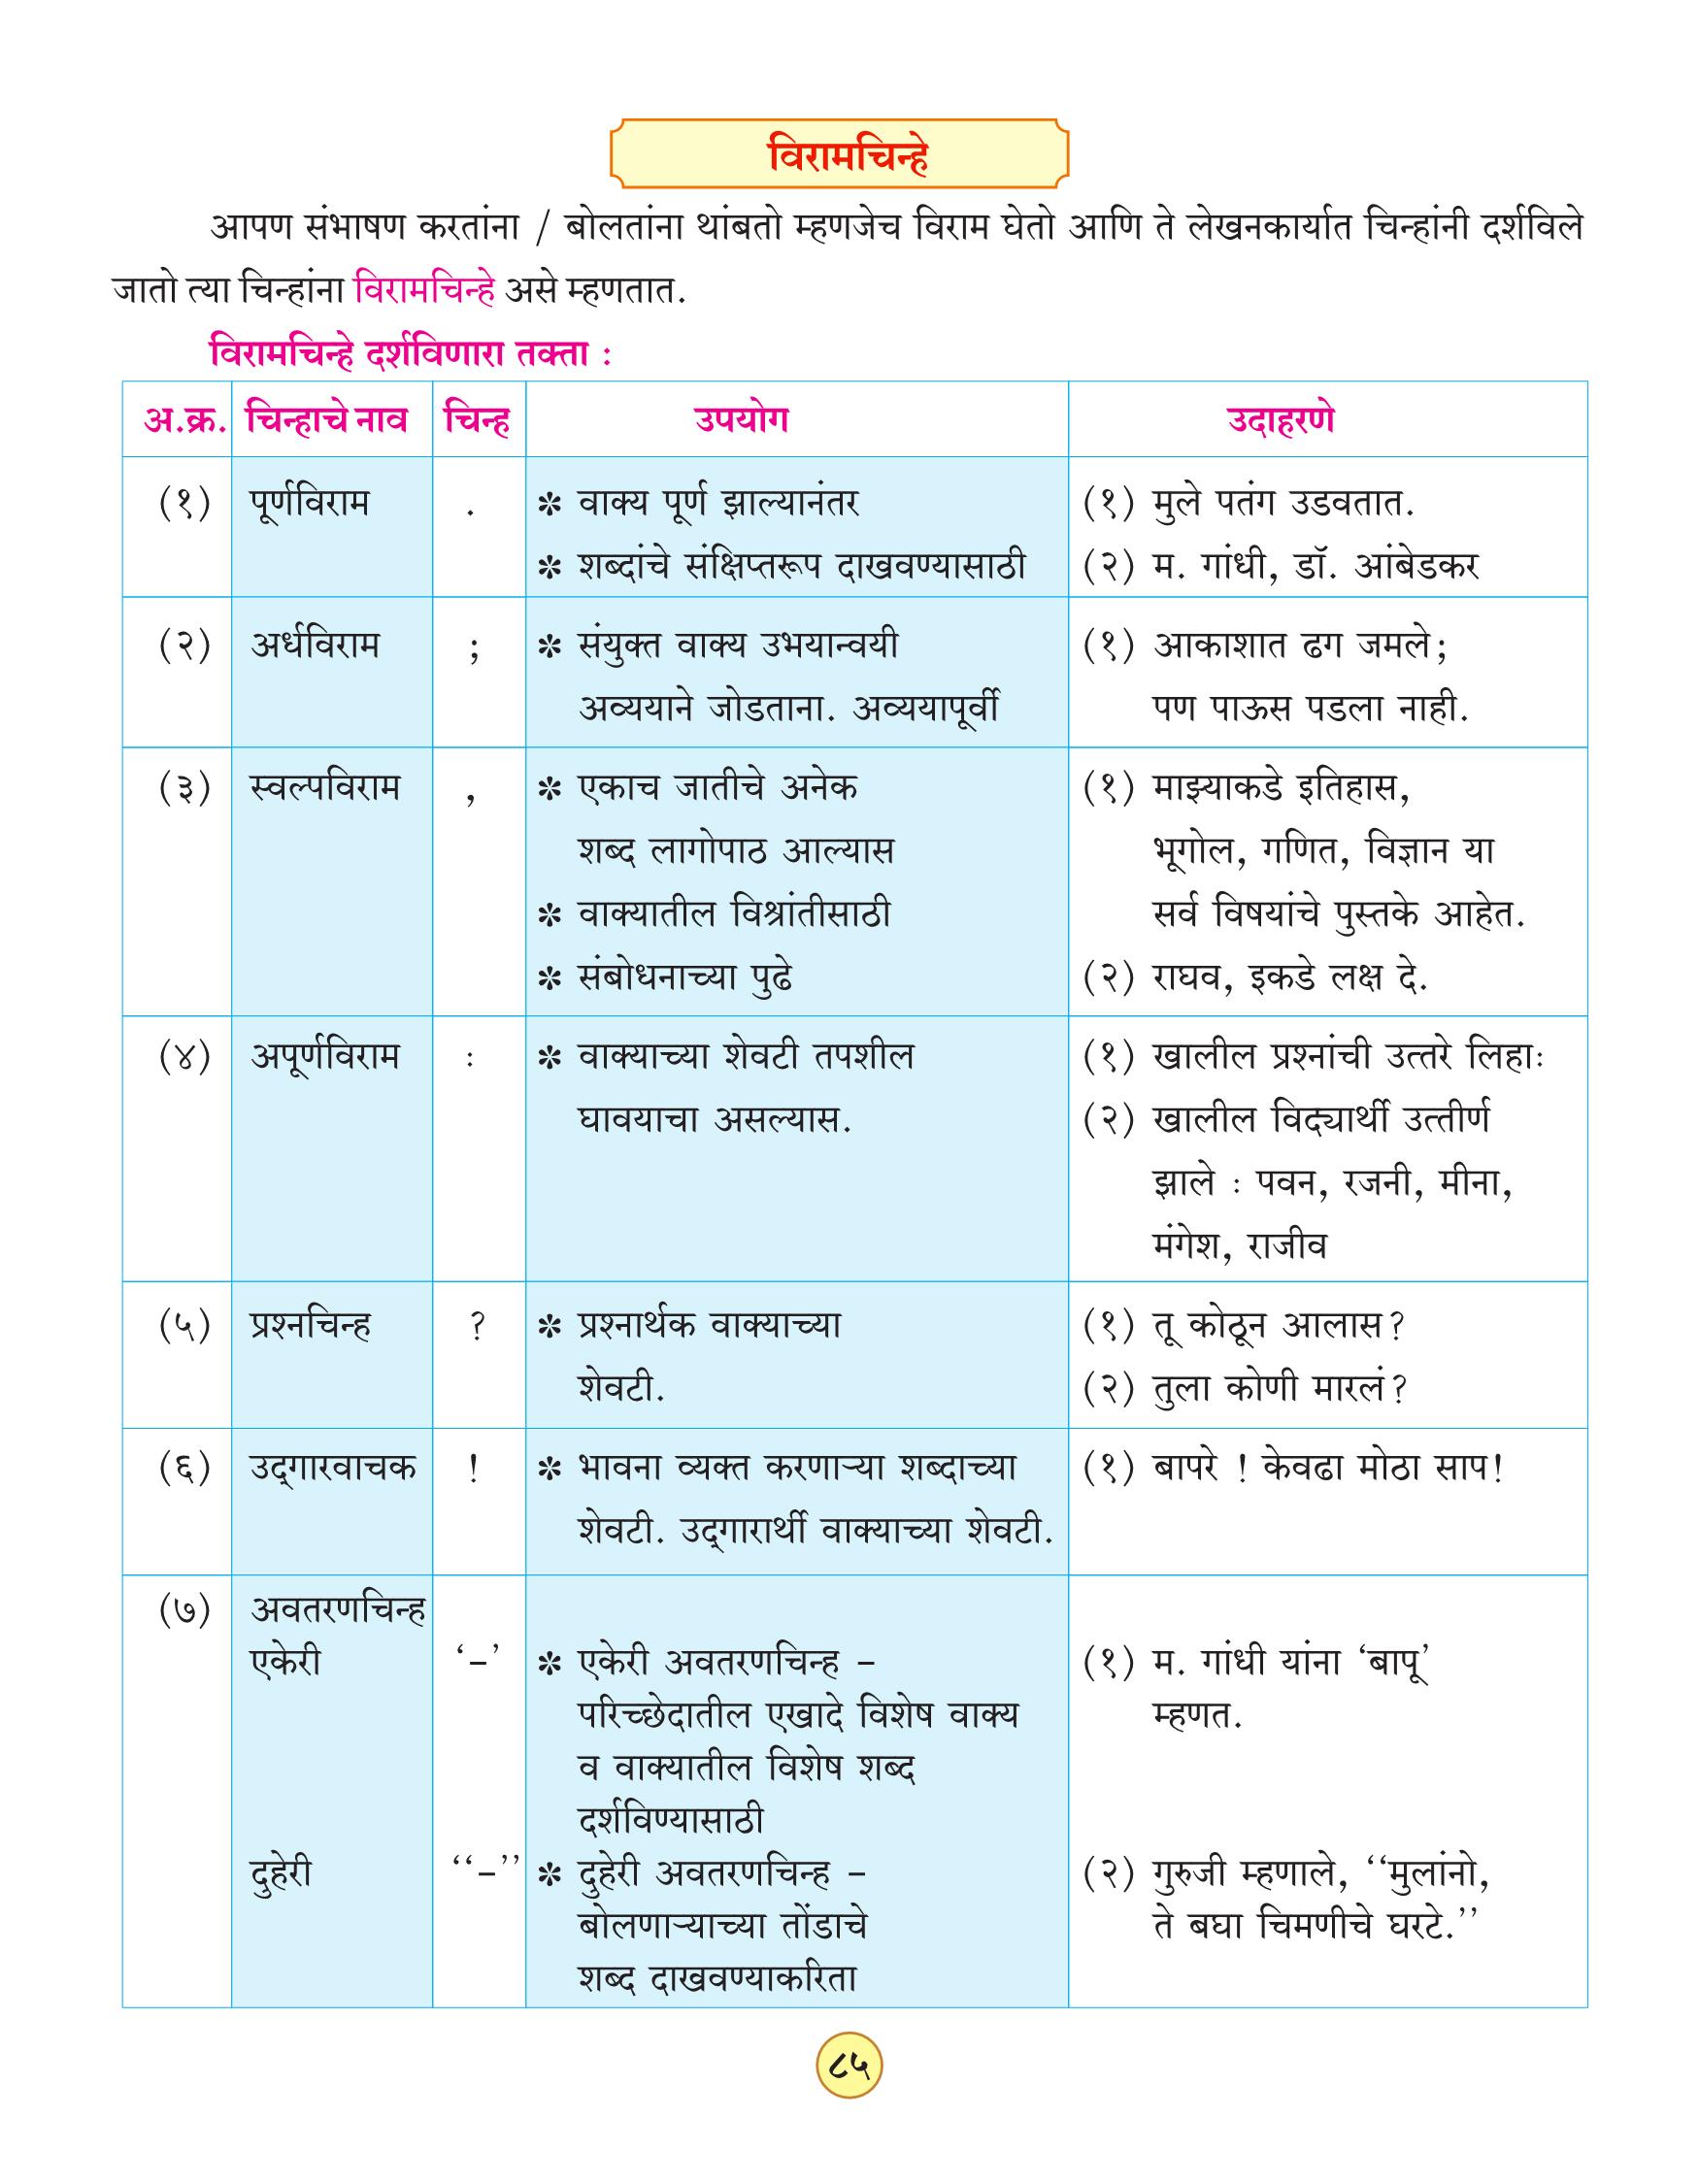 विरामचिन्हे
आपण संभाषण करतांना / बोलतांना थांबतो म्हणजेच विराम घेतो आणि ते लेखनकार्यात चिन्हांनी दर्शविले
जातो त्या चिन्हांना विरामचिन्हे असे म्हणतात.
विरामचिन्हे दर्शविणारा तक्ता :
अ.क्र. चिन्हाचे नाव चिन्ह उपयोग उदाहरणे
(१) पूर्णविराम . ✻ वाक्य पूर्ण झाल्यानंतर (१) मुले पतंग उडवतात.
✻ शब्दांचे संक्षिप्तरूप दाखवण्यासाठी (२) म. गांधी, डॉ. आंबेडकर
(२) अर्धविराम ; ✻ संयुक्त वाक्य उभयान्वयी (१) आकाशात ढग जमले;
अव्ययाने जोडताना. अव्ययापूर्वी पण पाऊस पडला नाही.
(३) स्वल्पविराम , ✻ एकाच जातीचे अनेक (१) माझ्याकडे इतिहास,
शब्द लागोपाठ आल्यास भूगोल, गणित, विज्ञान या
✻ वाक्यातील विश्रांतीसाठी सर्व विषयांचे पुस्तके आहेत.
✻ संबोधनाच्या पुढे (२) राघव, इकडे लक्ष दे.
(४) अपूर्णविराम : ✻ वाक्याच्या शेवटी तपशील (१) खालील प्रश्नांची उत्तरे लिहाः
घावयाचा असल्यास. (२) खालील विद्यार्थी उत्तीर्ण
झाले : पवन, रजनी, मीना,
मंगेश, राजीव
(५) प्रश्नचिन्ह ? ✻ प्रश्नार्थक वाक्याच्या (१) तू कोठून आलास?
शेवटी. (२) तुला कोणी मारलं?
(६) उद्‌गारवाचक ! ✻ भावना व्यक्त करणाऱ्या शब्दाच्या (१) बापरे ! केवढा मोठा साप!
शेवटी. उद्‌गारार्थी वाक्याच्या शेवटी.
(७) अवतरणचिन्ह
एकेरी ‘–’ ✻ एकेरी अवतरणचिन्ह – (१) म. गांधी यांना ‘बापू’
परिच्छेदातील एखादे विशेष वाक्य म्हणत.
व वाक्यातील विशेष शब्द
दर्शविण्यासाठी
दुहेरी ‘‘–’’ ✻ दुहेरी अवतरणचिन्ह – (२) गुरुजी म्हणाले, ‘‘मुलांनो,
बोलणाऱ्याच्या तोंडाचे ते बघा चिमणीचे घरटे.’’
शब्द दाखवण्याकरिता
८५